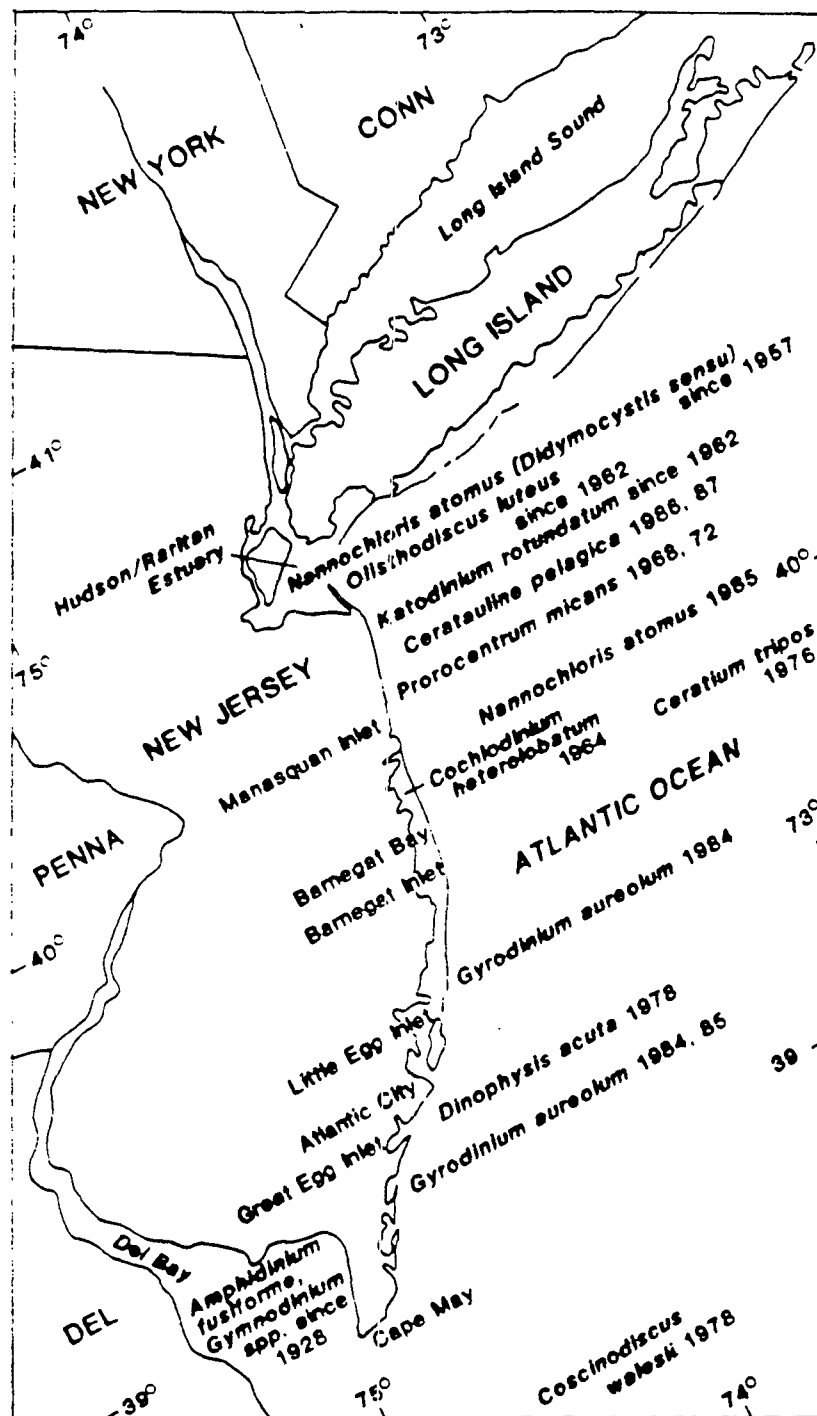 74°
73°
CONN
NEW YORK
Long Island Sound
LONG ISLAND
Nannochloris atomus (Didymocystis sensu)
since 1957
Olisthodiscus luteus
since 1962
41°
Katodinium rotundatum since 1962
Hudson/Raritan
Estuary
Cerataulina pelagica 1986, 87
Prorocentrum micans 1968, 72
40°
Nannochloris atomus 1985
75°
Ceratium tripos
1976
NEW JERSEY
Manasquan Inlet
Cochlodinium
heterolobatum
1964
ATLANTIC OCEAN
PENNA
73°
Barnegat Bay
Barnegat Inlet
Gyrodinium aureolum 1984
40°
Little Egg Inlet
Dinophysis acuta 1978
39
Atlantic City
Gyrodinium aureolum 1984, 85
Great Egg Inlet
Del Bay
Amphidinium
fusiforme,
Gymnodinium
spp. since
1928
DEL
Cape May
Coscinodiscus
wailesii 1978
39°
75°
74°